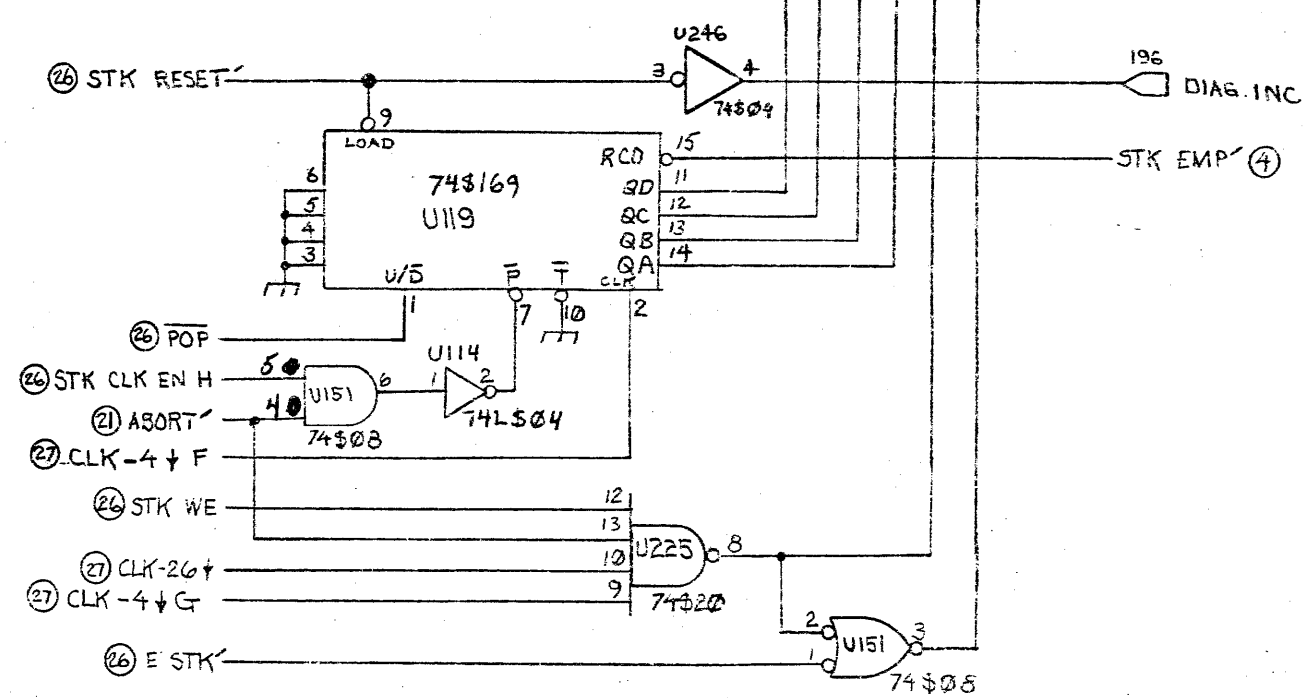 U246
196
26 STK RESET′
3
4
DIAG.INC
74S04
9
LOAD
RCO
15
STK EMP′ 4
6
74S169
QD
11
5
U119
QC
12
4
QB
13
3
QA
14
U/D̅
P̅
T̅
CLK
1
7
10
2
26 P̅O̅P̅
U114
5
26 STK CLK EN H
U151
6
1
2
4
21 ABORT′
74S08
74LS04
27 CLK-4↓ F
26 STK WE
12
13
U225
8
27 CLK-26↓
10
27 CLK-4↓ G
9
74S20
2
U151
3
26 E STK′
1
74S08